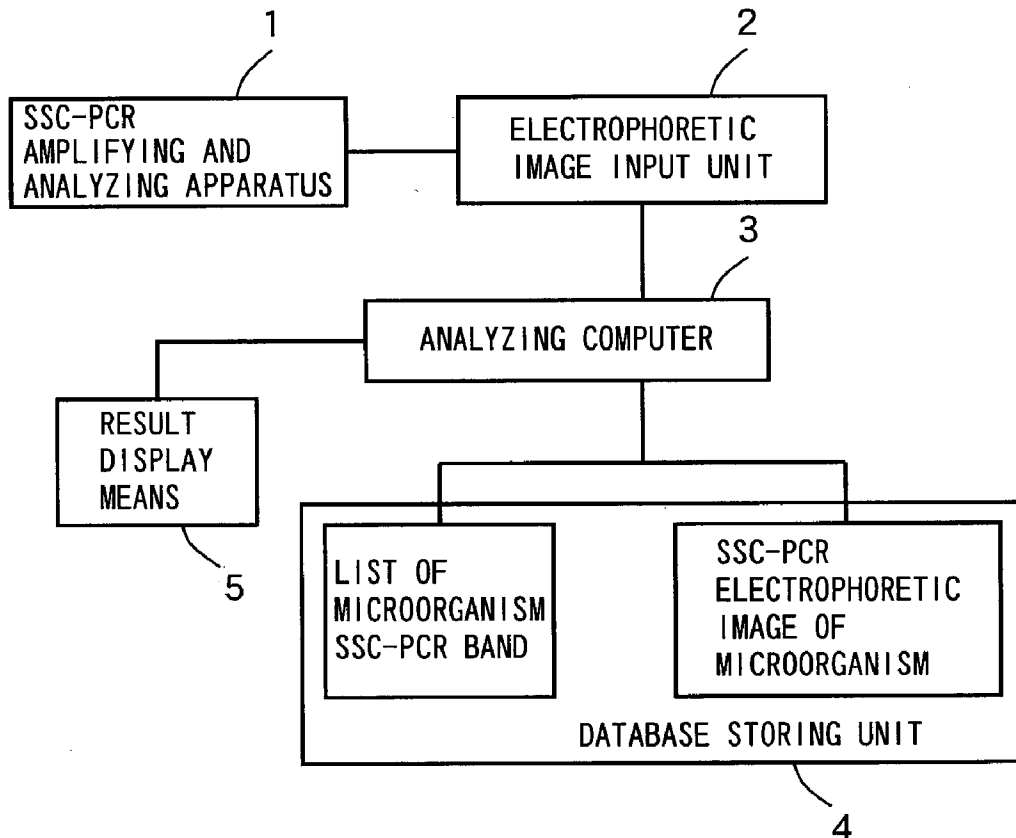 1
2
SSC-PCR
AMPLIFYING AND
ANALYZING APPARATUS
ELECTROPHORETIC
IMAGE INPUT UNIT
3
ANALYZING COMPUTER
RESULT
DISPLAY
MEANS
5
LIST OF
MICROORGANISM
SSC-PCR BAND
SSC-PCR
ELECTROPHORETIC
IMAGE OF
MICROORGANISM
DATABASE STORING UNIT
4